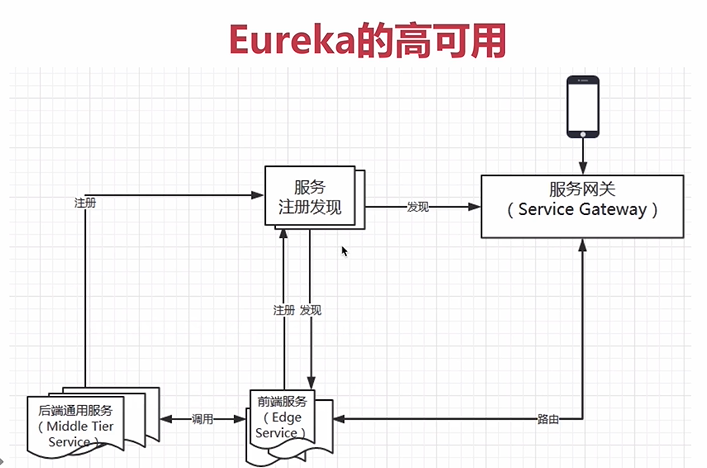 Eureka的高可用
服务
注册发现
注册
发现
服务网关
（Service Gateway）
注册
发现
后端通用服务
（Middle Tier
Service）
调用
前端服务
（Edge
Service）
路由